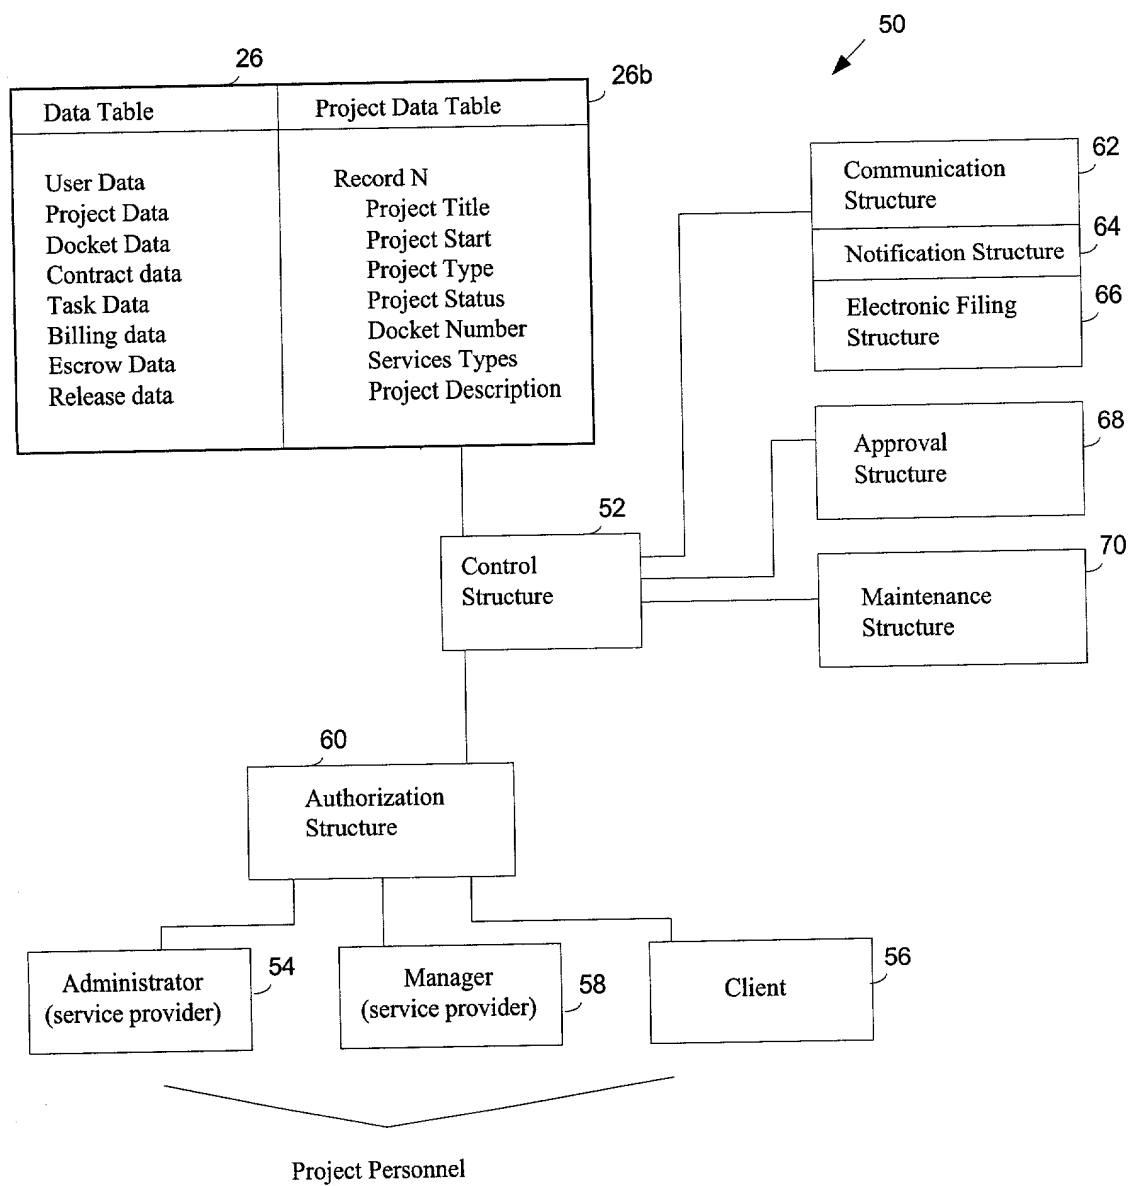 50
26
26b
Data Table
Project Data Table
User Data
Project Data
Docket Data
Contract data
Task Data
Billing data
Escrow Data
Release data
Record N
Project Title
Project Start
Project Type
Project Status
Docket Number
Services Types
Project Description
62
Communication
Structure
64
Notification Structure
66
Electronic Filing
Structure
68
Approval
Structure
70
Maintenance
Structure
52
Control
Structure
60
Authorization
Structure
Administrator
(service provider)
54
Manager
(service provider)
58
Client
56
Project Personnel